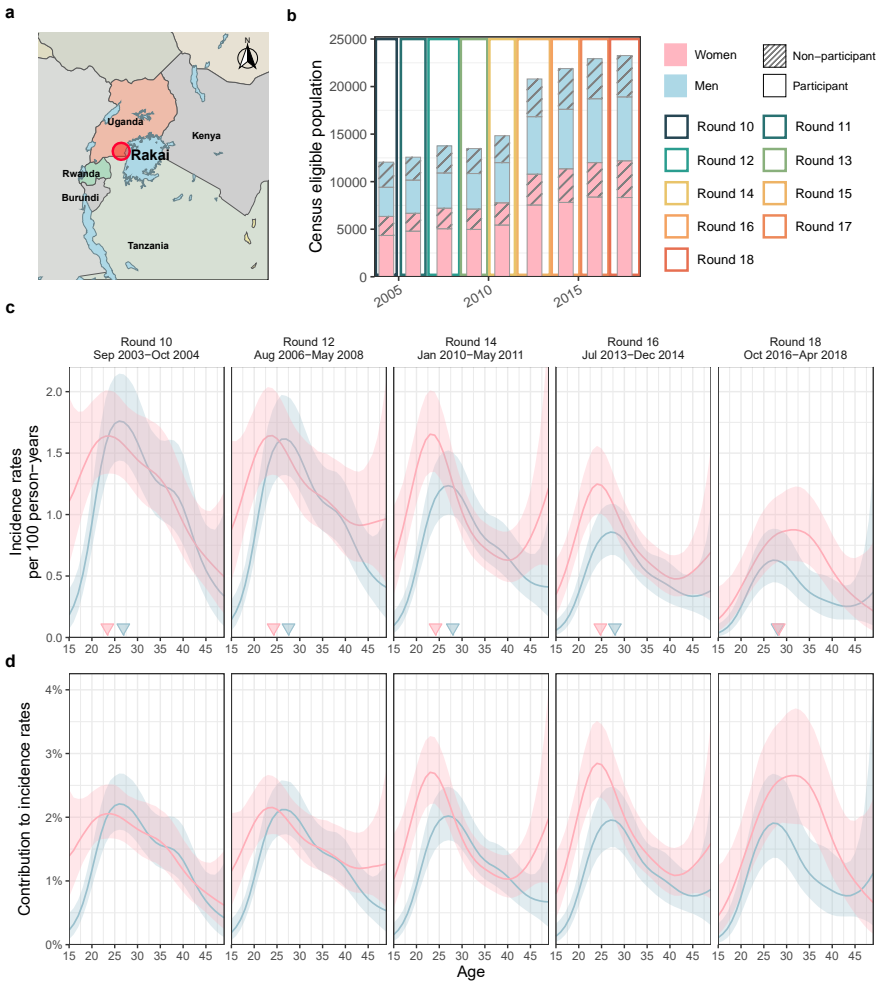 a
N
Uganda
Kenya
Rakai
Rwanda
Burundi
Tanzania
b
Census eligible population
25000
20000
15000
10000
5000
0
2005
2010
2015
Women
Non−participant
Men
Participant
Round 10
Round 11
Round 12
Round 13
Round 14
Round 15
Round 16
Round 17
Round 18
c
Round 10
Sep 2003−Oct 2004
Round 12
Aug 2006−May 2008
Round 14
Jan 2010−May 2011
Round 16
Jul 2013−Dec 2014
Round 18
Oct 2016−Apr 2018
Incidence rates
per 100 person−years
2.0
1.5
1.0
0.5
0.0
15 20 25 30 35 40 45
15 20 25 30 35 40 45
15 20 25 30 35 40 45
15 20 25 30 35 40 45
15 20 25 30 35 40 45
d
Contribution to incidence rates
4%
3%
2%
1%
0%
15 20 25 30 35 40 45
15 20 25 30 35 40 45
15 20 25 30 35 40 45
15 20 25 30 35 40 45
15 20 25 30 35 40 45
Age